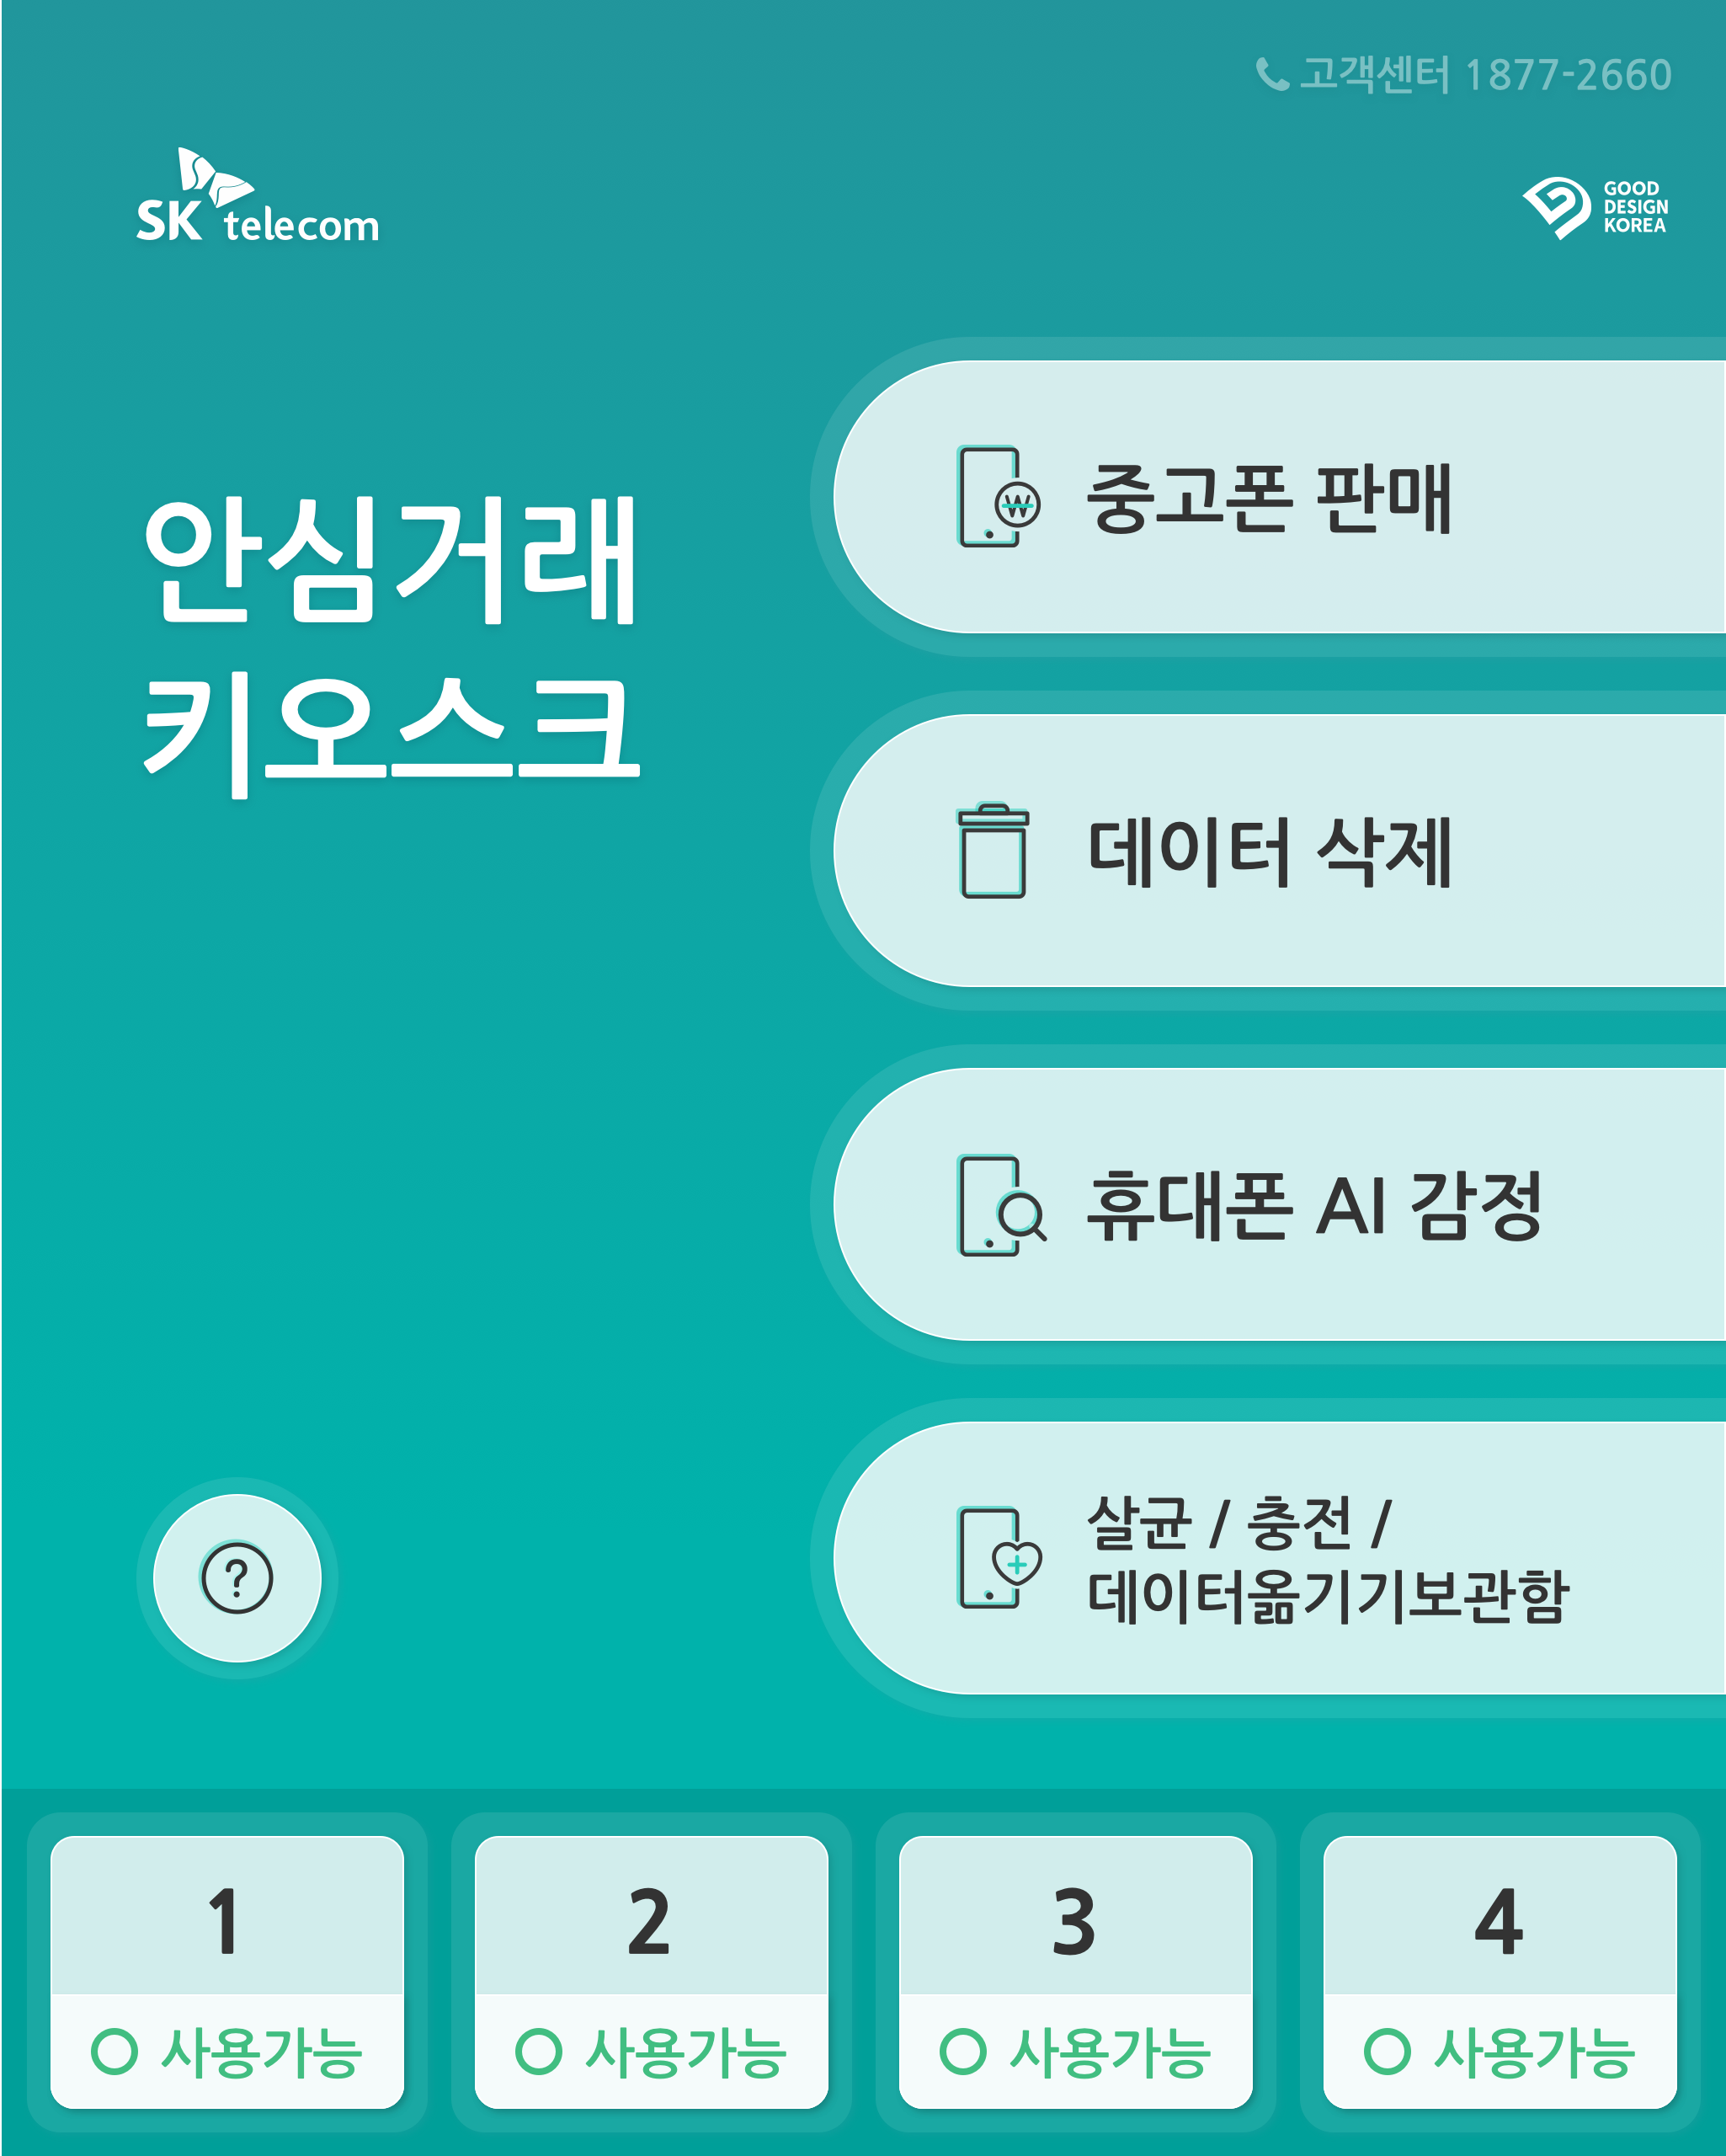 고객센터 1877-2660
SK telecom
GOOD
DESIGN
KOREA
안심거래
키오스크
중고폰 판매
데이터 삭제
휴대폰 AI 감정
살균 / 충전 /
데이터옮기기보관함
?
1
사용가능
2
사용가능
3
사용가능
4
사용가능